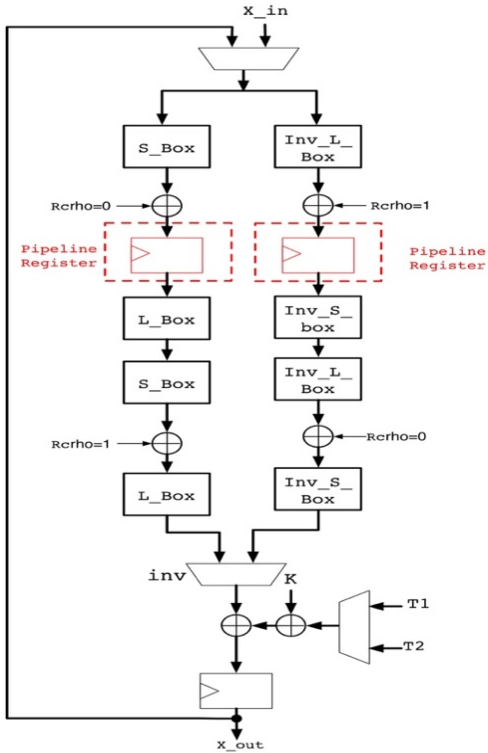 X_in
S_Box
Inv_L_
Box
Rcrho=0
Rcrho=1
Pipeline
Register
Pipeline
Register
L_Box
Inv_S_
box
S_Box
Inv_L_
Box
Rcrho=1
Rcrho=0
L_Box
Inv_S_
Box
inv
K
T1
T2
X_out